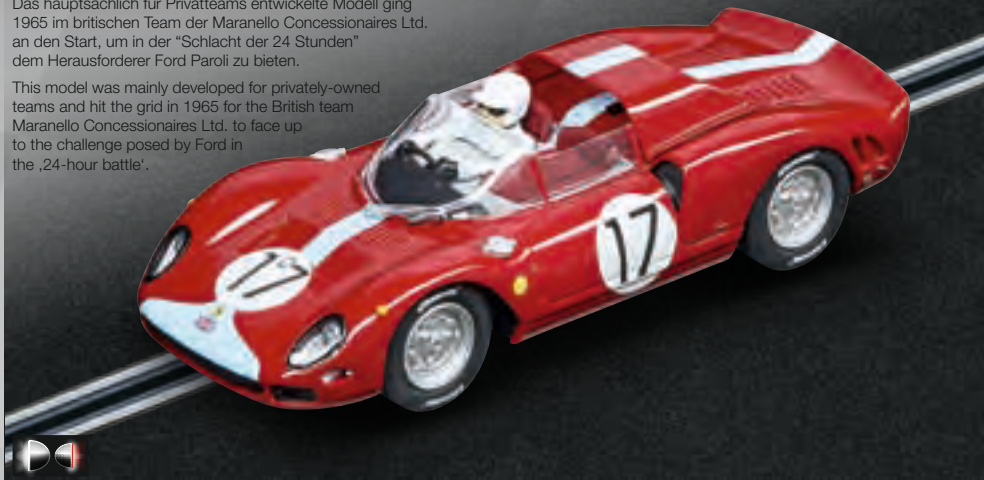 Das hauptsächlich für Privatteams entwickelte Modell ging
1965 im britischen Team der Maranello Concessionaires Ltd.
an den Start, um in der “Schlacht der 24 Stunden”
dem Herausforderer Ford Paroli zu bieten.
This model was mainly developed for privately-owned
teams and hit the grid in 1965 for the British team
Maranello Concessionaires Ltd. to face up
to the challenge posed by Ford in
the ‚24-hour battle‘.
17
17